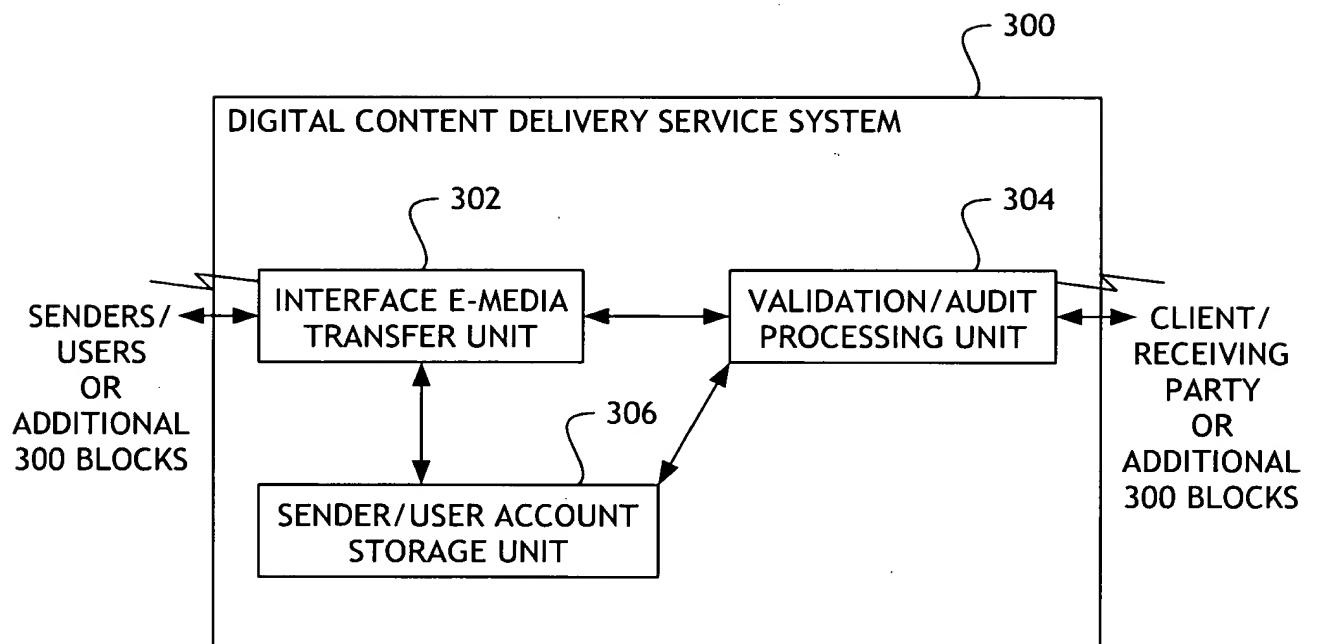 300
DIGITAL CONTENT DELIVERY SERVICE SYSTEM
302
304
INTERFACE E-MEDIA
TRANSFER UNIT
VALIDATION/AUDIT
PROCESSING UNIT
SENDERS/
USERS
OR
ADDITIONAL
300 BLOCKS
CLIENT/
RECEIVING
PARTY
OR
ADDITIONAL
300 BLOCKS
306
SENDER/USER ACCOUNT
STORAGE UNIT